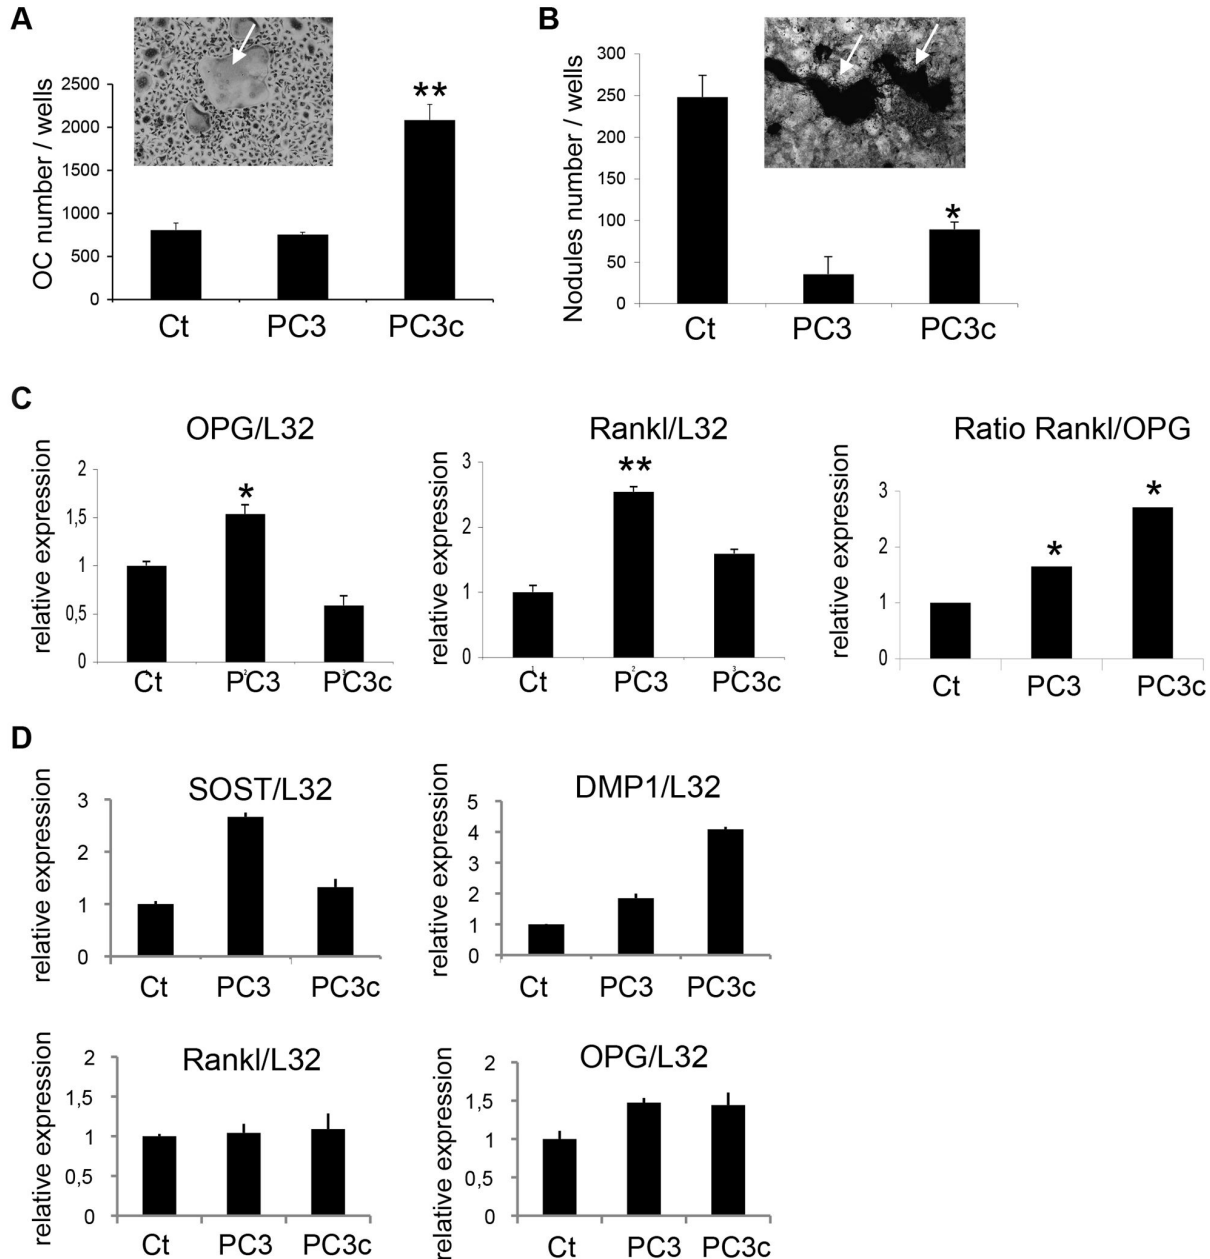 A
OC number / wells
2500
2000
1500
1000
500
0
**
Ct PC3 PC3c
B
Nodules number / wells
300
250
200
150
100
50
0
*
Ct PC3 PC3c
C
OPG/L32
relative expression
2
1,5
1
0,5
0
*
Ct PC3 PC3c
2 3
Rankl/L32
relative expression
3
2
1
0
**
Ct PC3 PC3c
1 2 3
Ratio Rankl/OPG
relative expression
3
2
1
0
* *
Ct PC3 PC3c
D
SOST/L32
relative expression
3
2
1
0
Ct PC3 PC3c
DMP1/L32
relative expression
5
4
3
2
1
0
Ct PC3 PC3c
Rankl/L32
relative expression
2
1,5
1
0,5
0
Ct PC3 PC3c
OPG/L32
relative expression
2
1,5
1
0,5
0
Ct PC3 PC3c